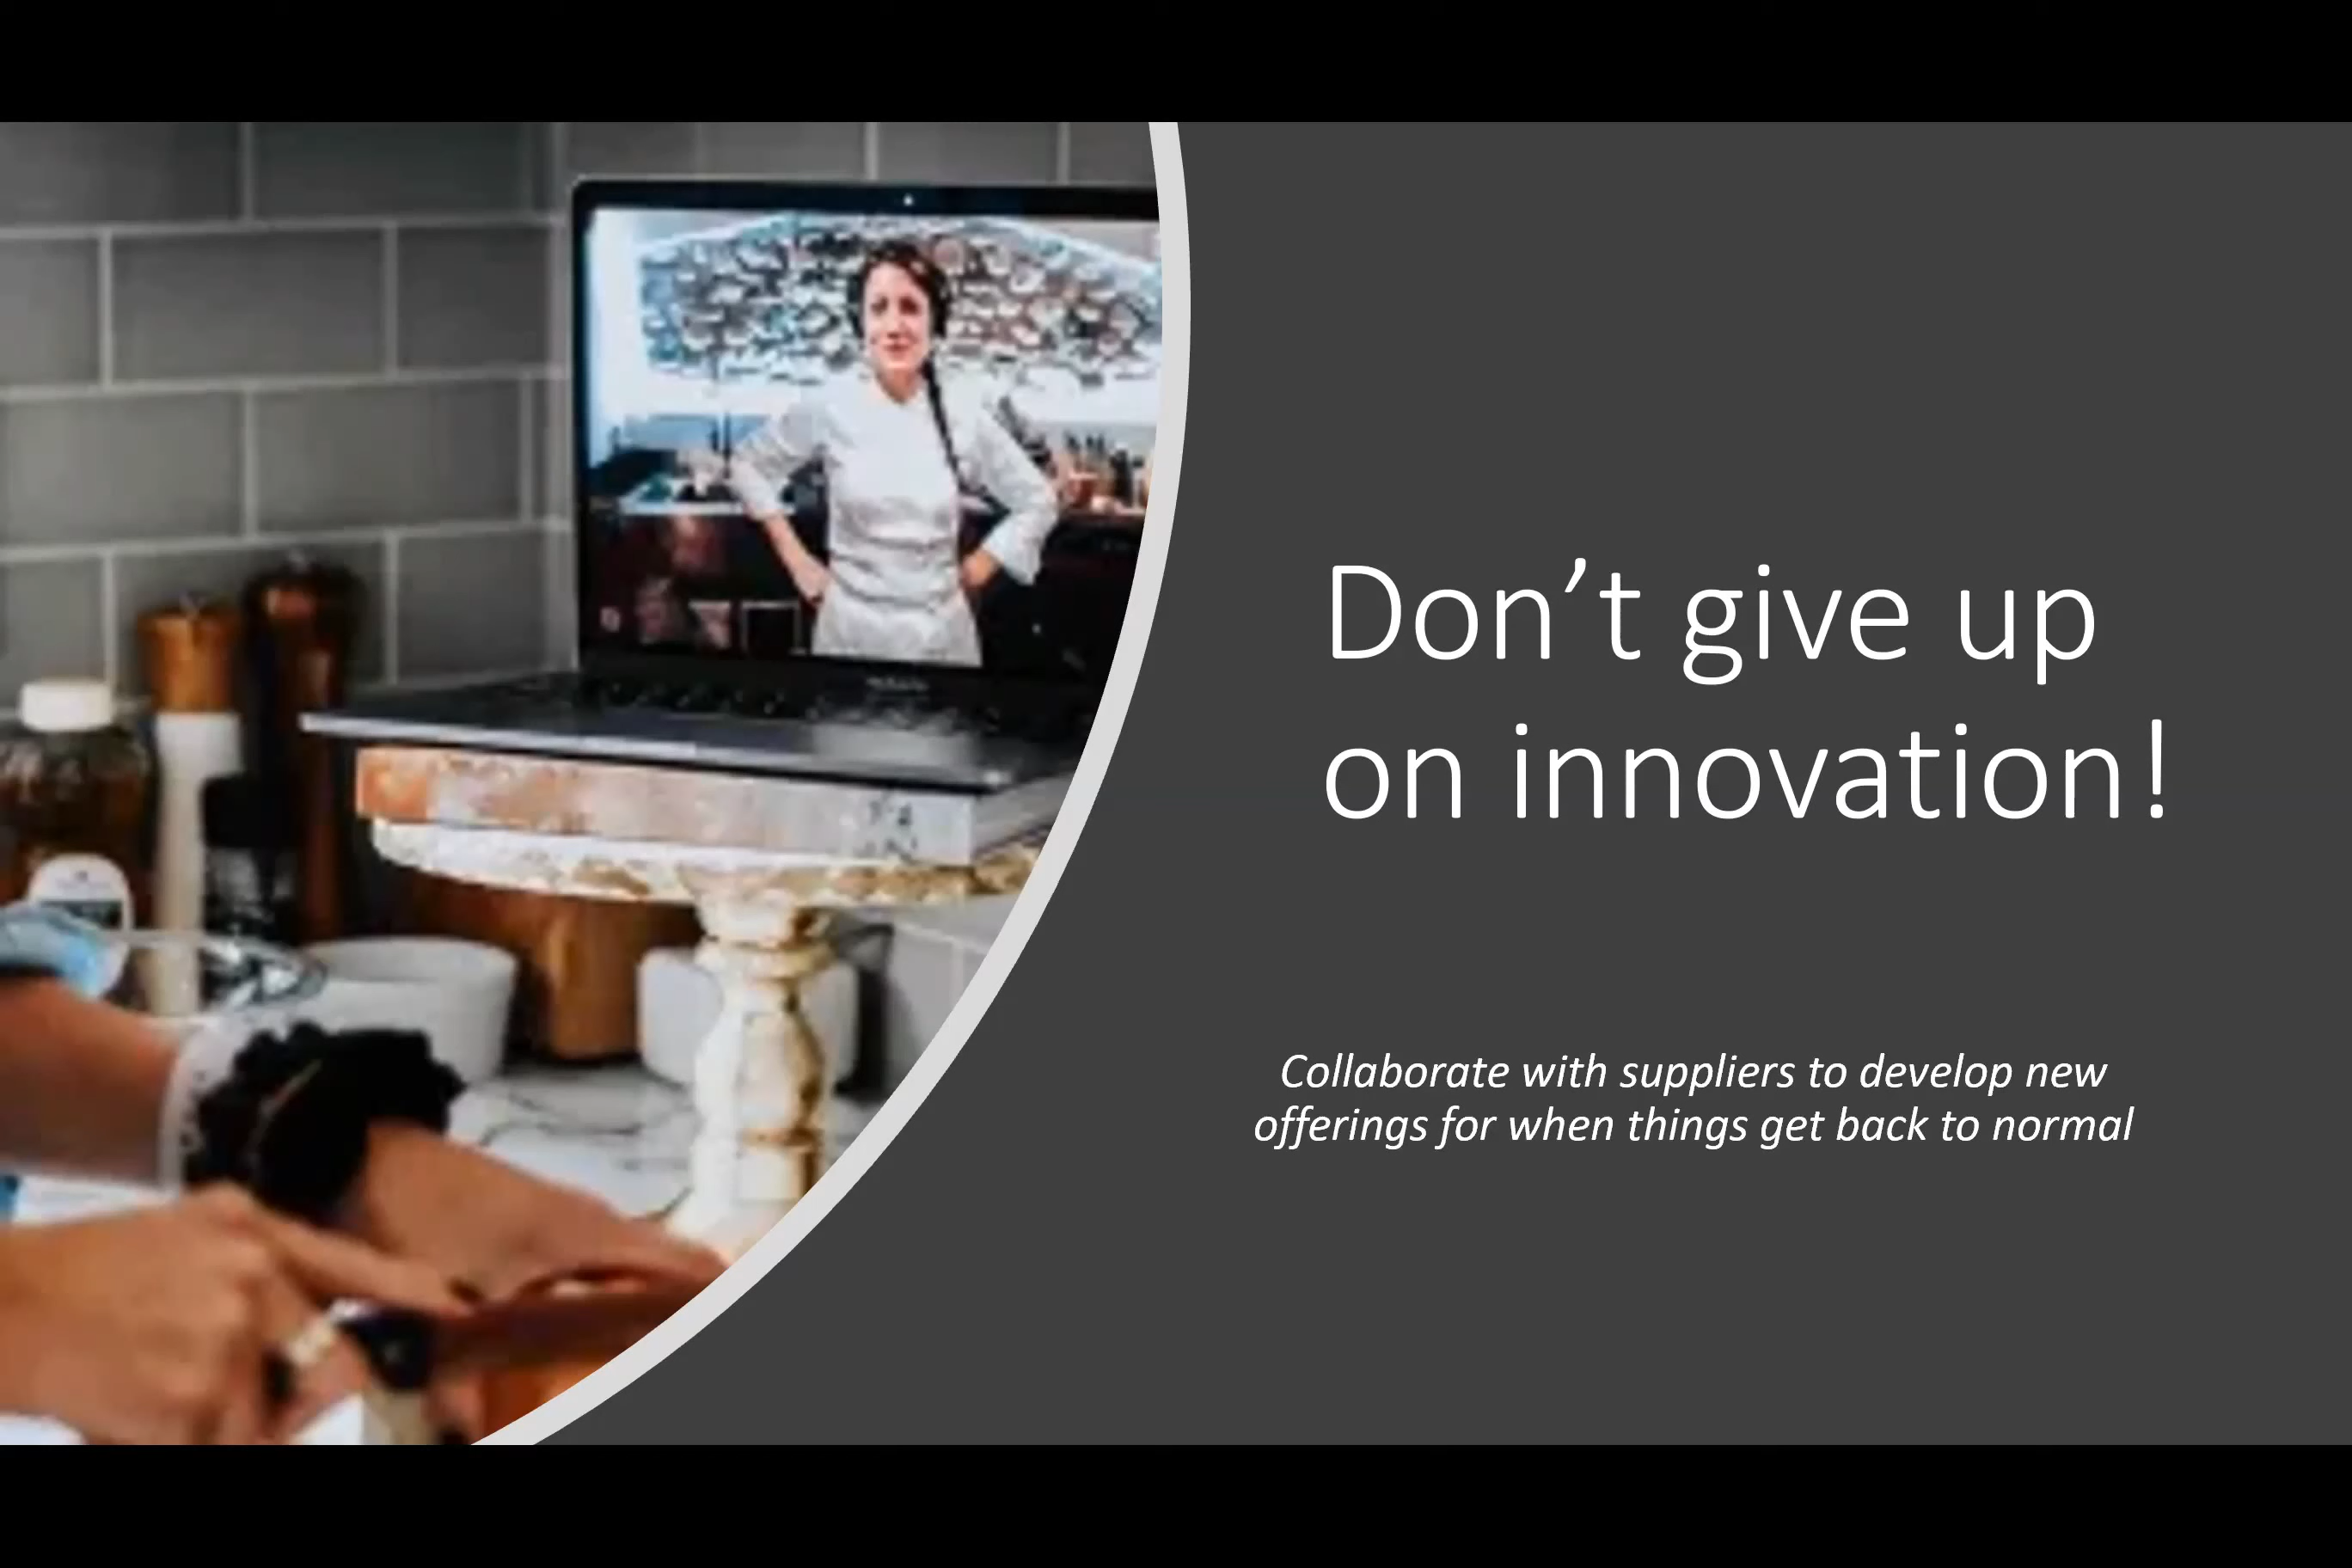 Don’t give up
on innovation!
Collaborate with suppliers to develop new
offerings for when things get back to normal